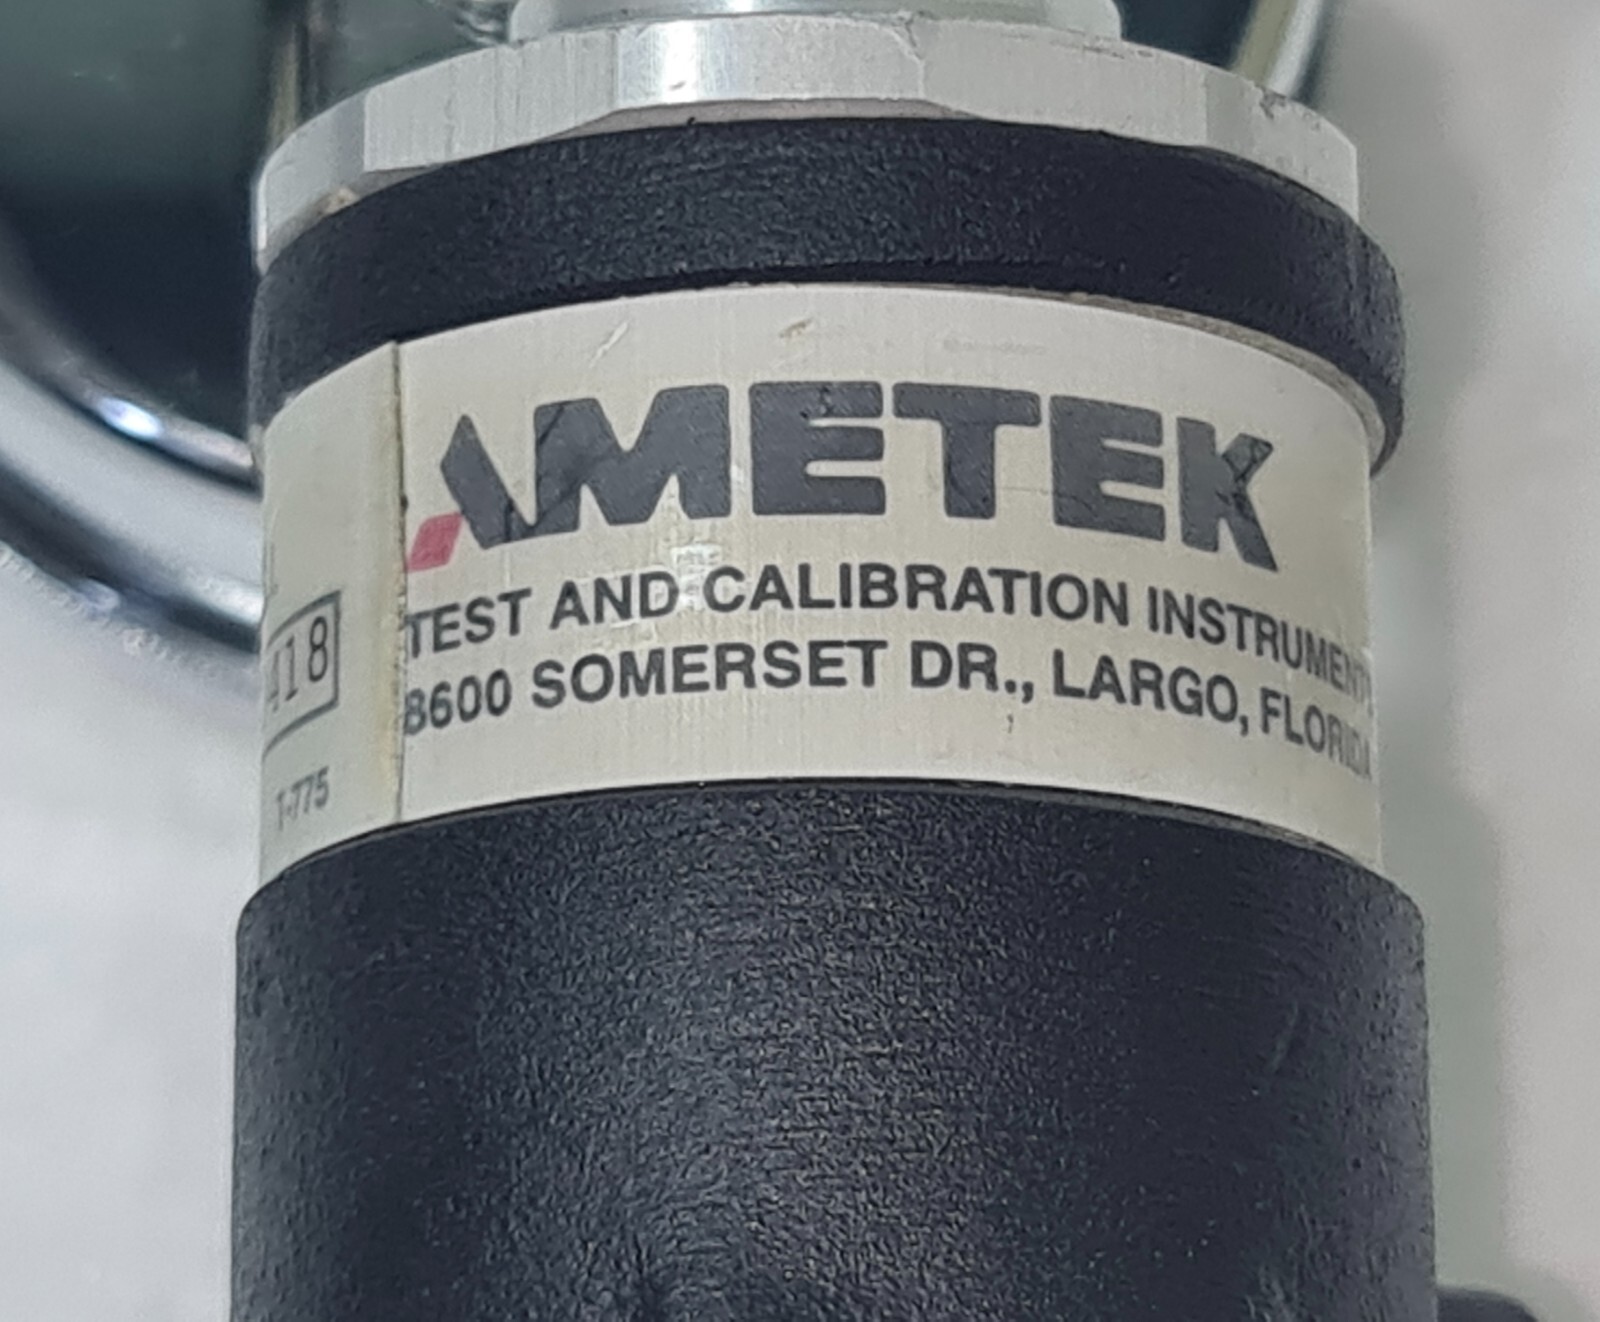 AMETEK
TEST AND CALIBRATION INSTRUMENT
8600 SOMERSET DR., LARGO, FLORIDA
418
T-775